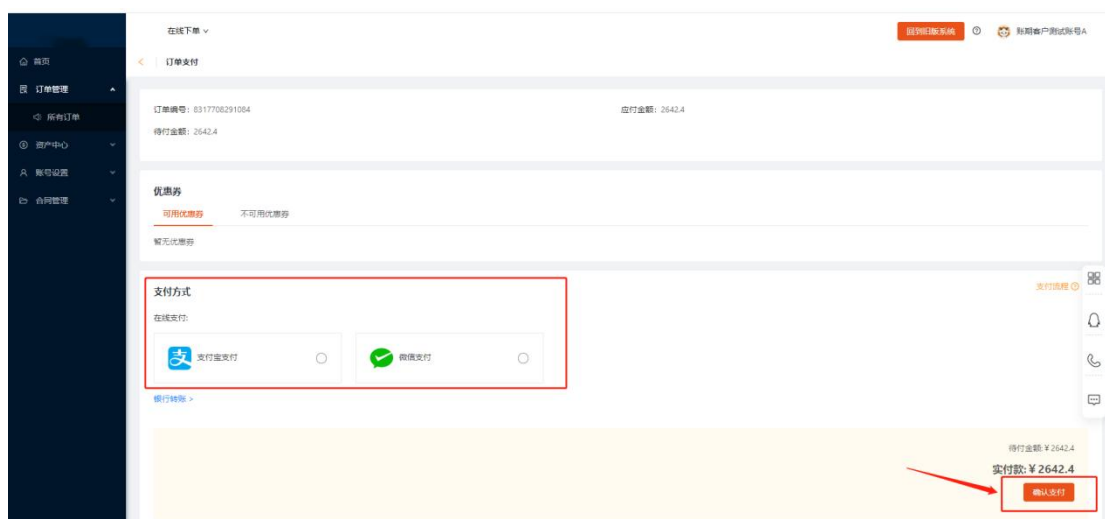 在线下单
回到旧版系统
账期客户测试账号A
首页
订单支付
订单管理
所有订单
资产中心
账号设置
合同管理
订单编号: 8317708291084
应付金额: 2642.4
待付金额: 2642.4
优惠券
可用优惠券 不可用优惠券
暂无优惠券
支付方式
支付流程
在线支付:
支 支付宝支付
微信支付
银行转账 >
待付金额:¥2642.4
实付款:¥2642.4
确认支付